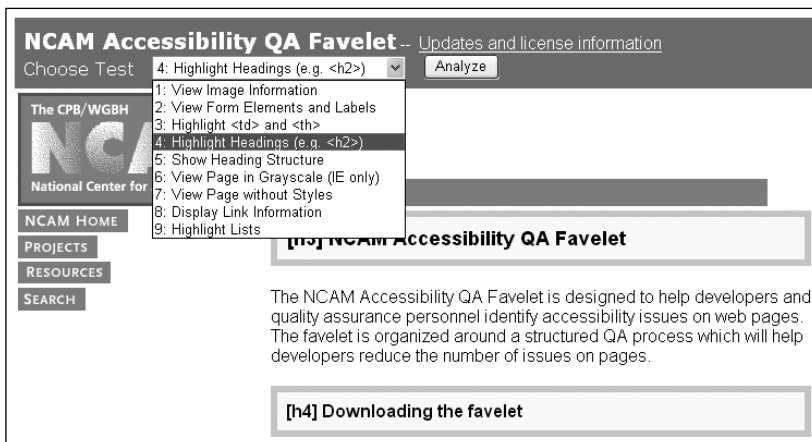 NCAM Accessibility QA Favelet -- Updates and license information
Choose Test 4: Highlight Headings (e.g. <h2>) Analyze
1: View Image Information
2: View Form Elements and Labels
3: Highlight <td> and <th>
4: Highlight Headings (e.g. <h2>)
5: Show Heading Structure
6: View Page in Grayscale (IE only)
7: View Page without Styles
8: Display Link Information
9: Highlight Lists
The CPB/WGBH
National Center for
NCAM HOME
PROJECTS
RESOURCES
SEARCH
[h3] NCAM Accessibility QA Favelet
The NCAM Accessibility QA Favelet is designed to help developers and
quality assurance personnel identify accessibility issues on web pages.
The favelet is organized around a structured QA process which will help
developers reduce the number of issues on pages.
[h4] Downloading the favelet